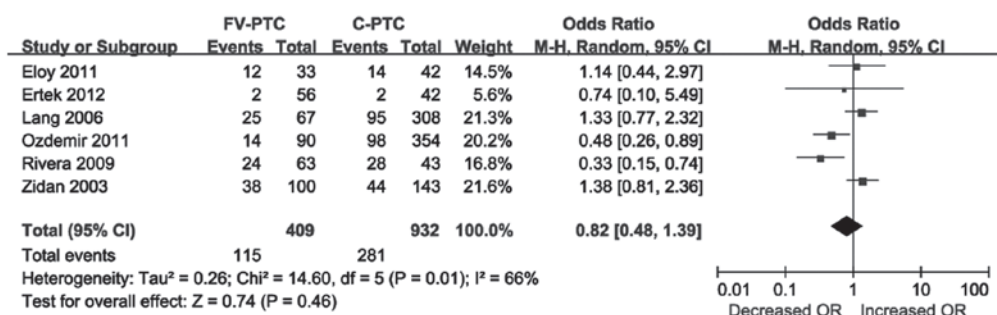 FV-PTC C-PTC Odds Ratio Odds Ratio
Study or Subgroup Events Total Events Total Weight M-H, Random, 95% CI M-H, Random, 95% CI
Eloy 2011 12 33 14 42 14.5% 1.14 [0.44, 2.97]
Ertek 2012 2 56 2 42 5.6% 0.74 [0.10, 5.49]
Lang 2006 25 67 95 308 21.3% 1.33 [0.77, 2.32]
Ozdemir 2011 14 90 98 354 20.2% 0.48 [0.26, 0.89]
Rivera 2009 24 63 28 43 16.8% 0.33 [0.15, 0.74]
Zidan 2003 38 100 44 143 21.6% 1.38 [0.81, 2.36]
Total (95% CI) 409 932 100.0% 0.82 [0.48, 1.39]
Total events 115 281
Heterogeneity: Tau² = 0.26; Chi² = 14.60, df = 5 (P = 0.01); I² = 66%
Test for overall effect: Z = 0.74 (P = 0.46)
0.01 0.1 1 10 100
Decreased OR Increased OR